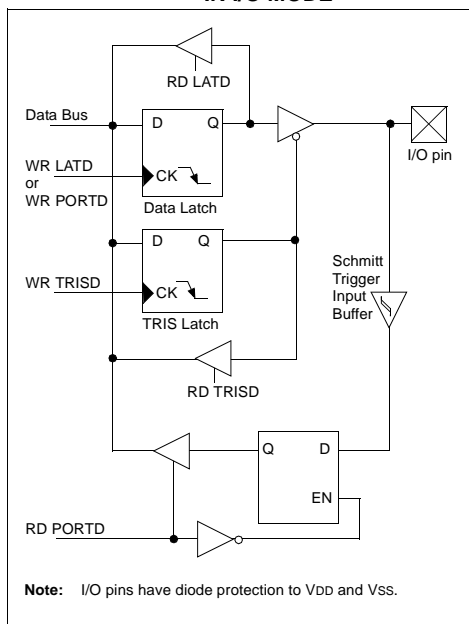 RD LATD
Data Bus
D Q
WR LATD
or
WR PORTD
CK
Data Latch
I/O pin
D Q
WR TRISD
CK
TRIS Latch
Schmitt
Trigger
Input
Buffer
RD TRISD
Q D
EN
RD PORTD
Note: I/O pins have diode protection to VDD and VSS.